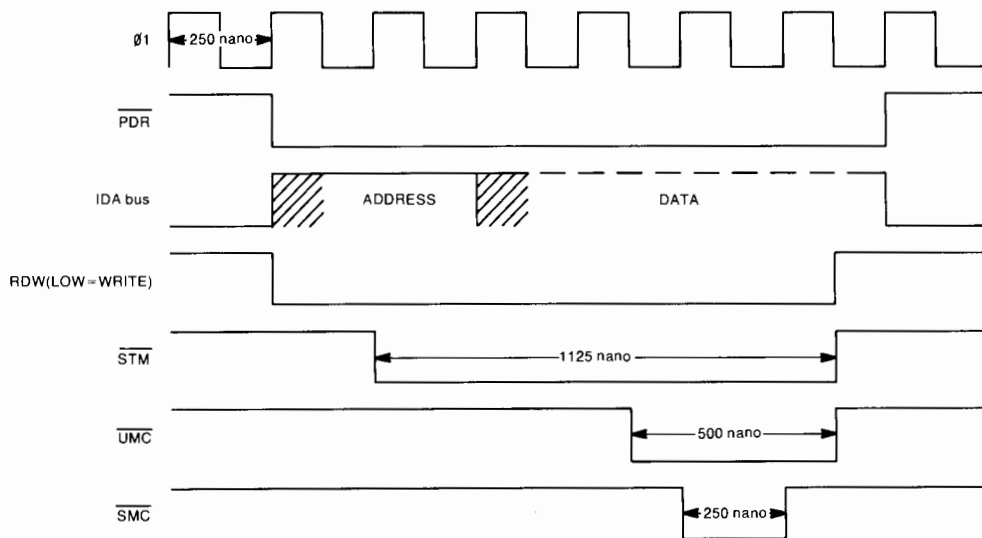 Ø1
250 nano
PDR
IDA bus
ADDRESS
DATA
RDW(LOW=WRITE)
STM
1125 nano
UMC
500 nano
SMC
250 nano